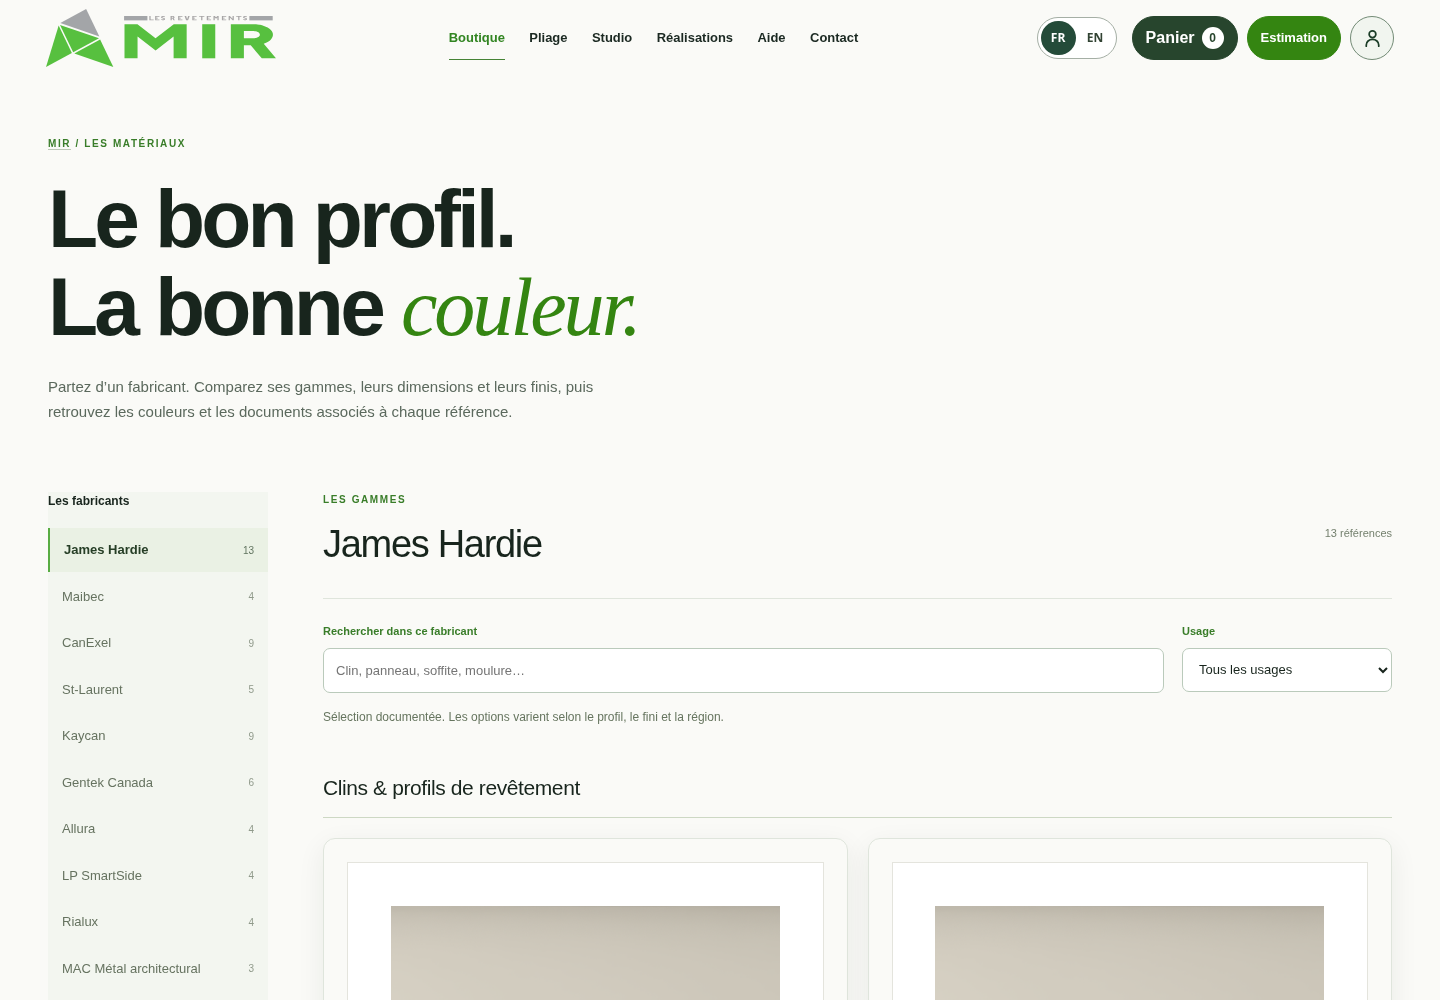 LES REVÊTEMENTS
MIR
Boutique Pliage Studio Réalisations Aide Contact
FR EN
Panier 0
Estimation
MIR / LES MATÉRIAUX
Le bon profil.
La bonne couleur.
Partez d’un fabricant. Comparez ses gammes, leurs dimensions et leurs finis, puis
retrouvez les couleurs et les documents associés à chaque référence.
Les fabricants
James Hardie 13
Maibec 4
CanExel 9
St-Laurent 5
Kaycan 9
Gentek Canada 6
Allura 4
LP SmartSide 4
Rialux 4
MAC Métal architectural 3
LES GAMMES
James Hardie
13 références
Rechercher dans ce fabricant
Clin, panneau, soffite, moulure…
Usage
Tous les usages
Sélection documentée. Les options varient selon le profil, le fini et la région.
Clins & profils de revêtement